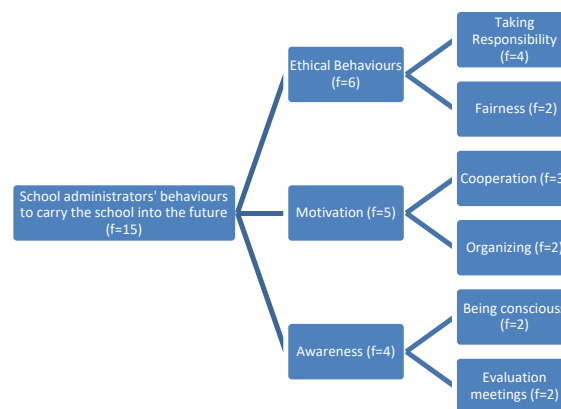 School administrators' behaviours
to carry the school into the future
(f=15)
Ethical Behaviours
(f=6)
Taking
Responsibility
(f=4)
Fairness (f=2)
Motivation (f=5)
Cooperation (f=3
Organizing (f=2)
Awareness (f=4)
Being conscious
(f=2)
Evaluation
meetings (f=2)